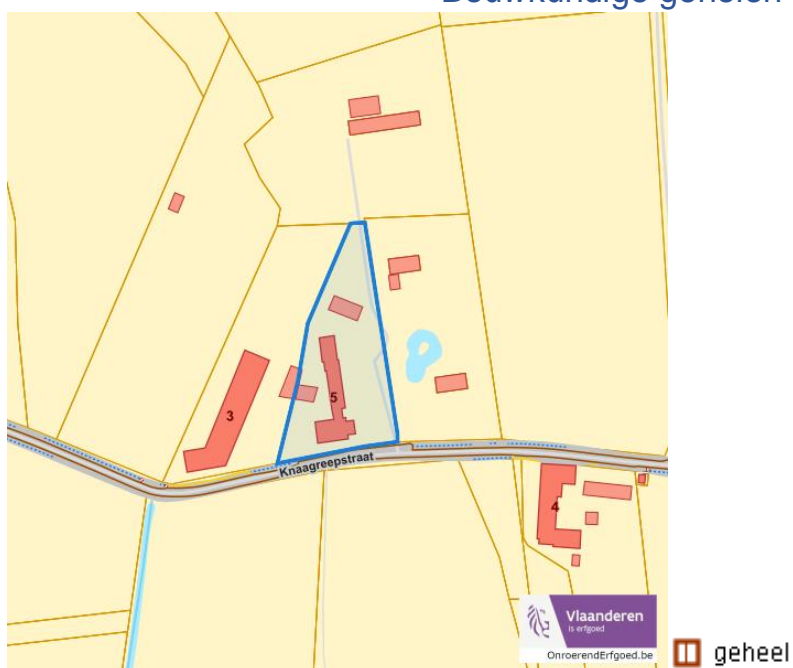 Bouwkundige gehelen
3
5
Knaagreepstraat
4
Vlaanderen
is erfgoed
OnroerendErfgoed.be
geheel